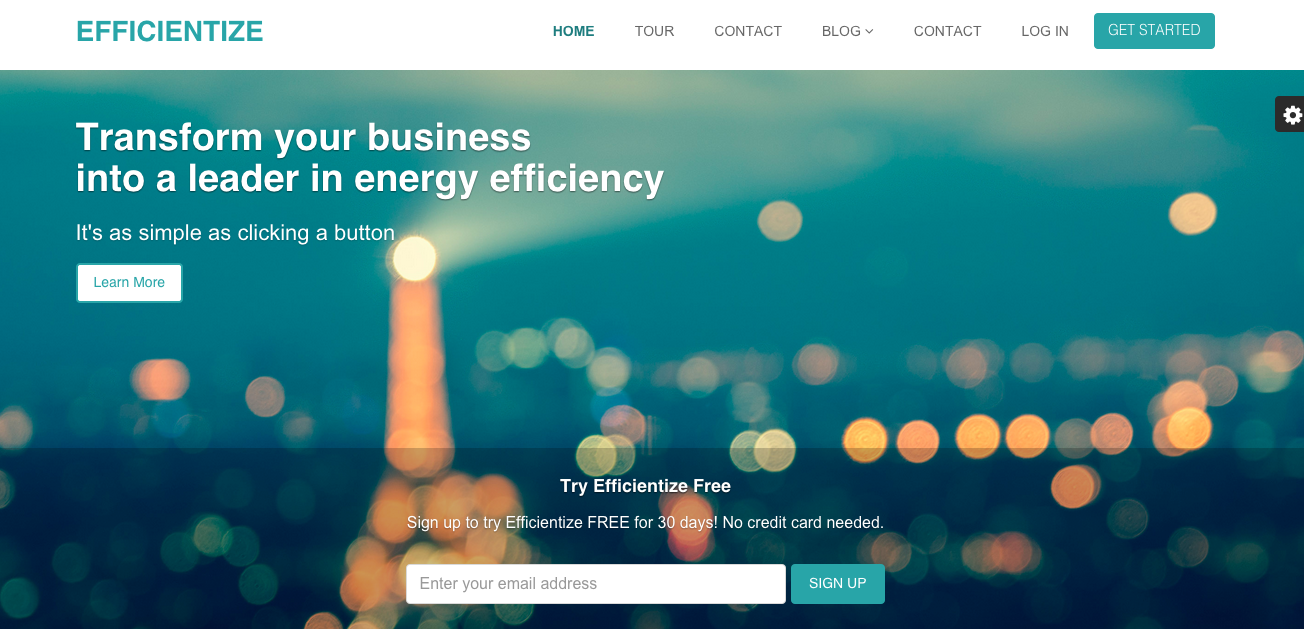 EFFICIENTIZE
HOME TOUR CONTACT BLOG CONTACT LOG IN GET STARTED
Transform your business
into a leader in energy efficiency
It's as simple as clicking a button
Learn More
Try Efficientize Free
Sign up to try Efficientize FREE for 30 days! No credit card needed.
Enter your email address SIGN UP